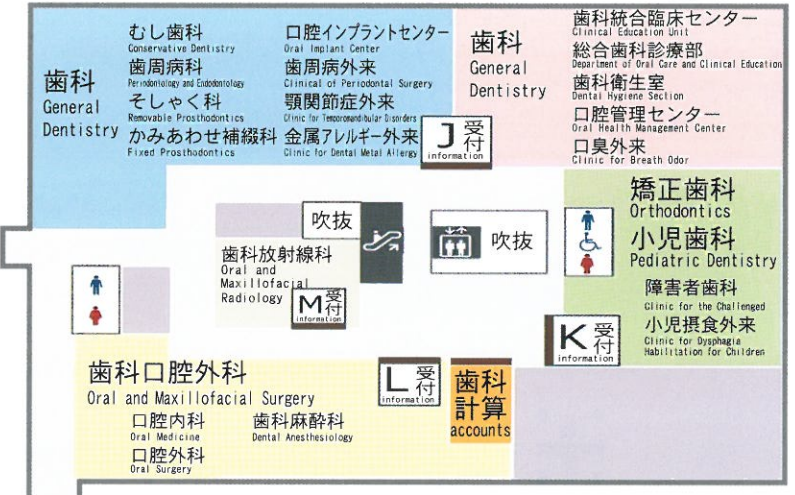 歯科
General
Dentistry
むし歯科
Conservative Dentistry
歯周病科
Periodontology and Endodontology
そしゃく科
Removable Prosthodontics
かみあわせ補綴科
Fixed Prosthodontics
口腔インプラントセンター
Oral Implant Center
歯周病外来
Clinical of Periodontal Surgery
顎関節症外来
Clinic for Temporomandibular Disorders
金属アレルギー外来
Clinic for Dental Metal Allergy
J 受付
information
歯科
General
Dentistry
歯科統合臨床センター
Clinical Education Unit
総合歯科診療部
Department of Oral Care and Clinical Education
歯科衛生室
Dental Hygiene Section
口腔管理センター
Oral Health Management Center
口臭外来
Clinic for Breath Odor
吹抜
吹抜
歯科放射線科
Oral and
Maxillofacial
Radiology
M 受付
information
矯正歯科
Orthodontics
小児歯科
Pediatric Dentistry
障害者歯科
Clinic for the Challenged
小児摂食外来
Clinic for Dysphagia
Habilitation for Children
K 受付
information
歯科口腔外科
Oral and Maxillofacial Surgery
口腔内科
Oral Medicine
歯科麻酔科
Dental Anesthesiology
口腔外科
Oral Surgery
L 受付
information
歯科
計算
accounts